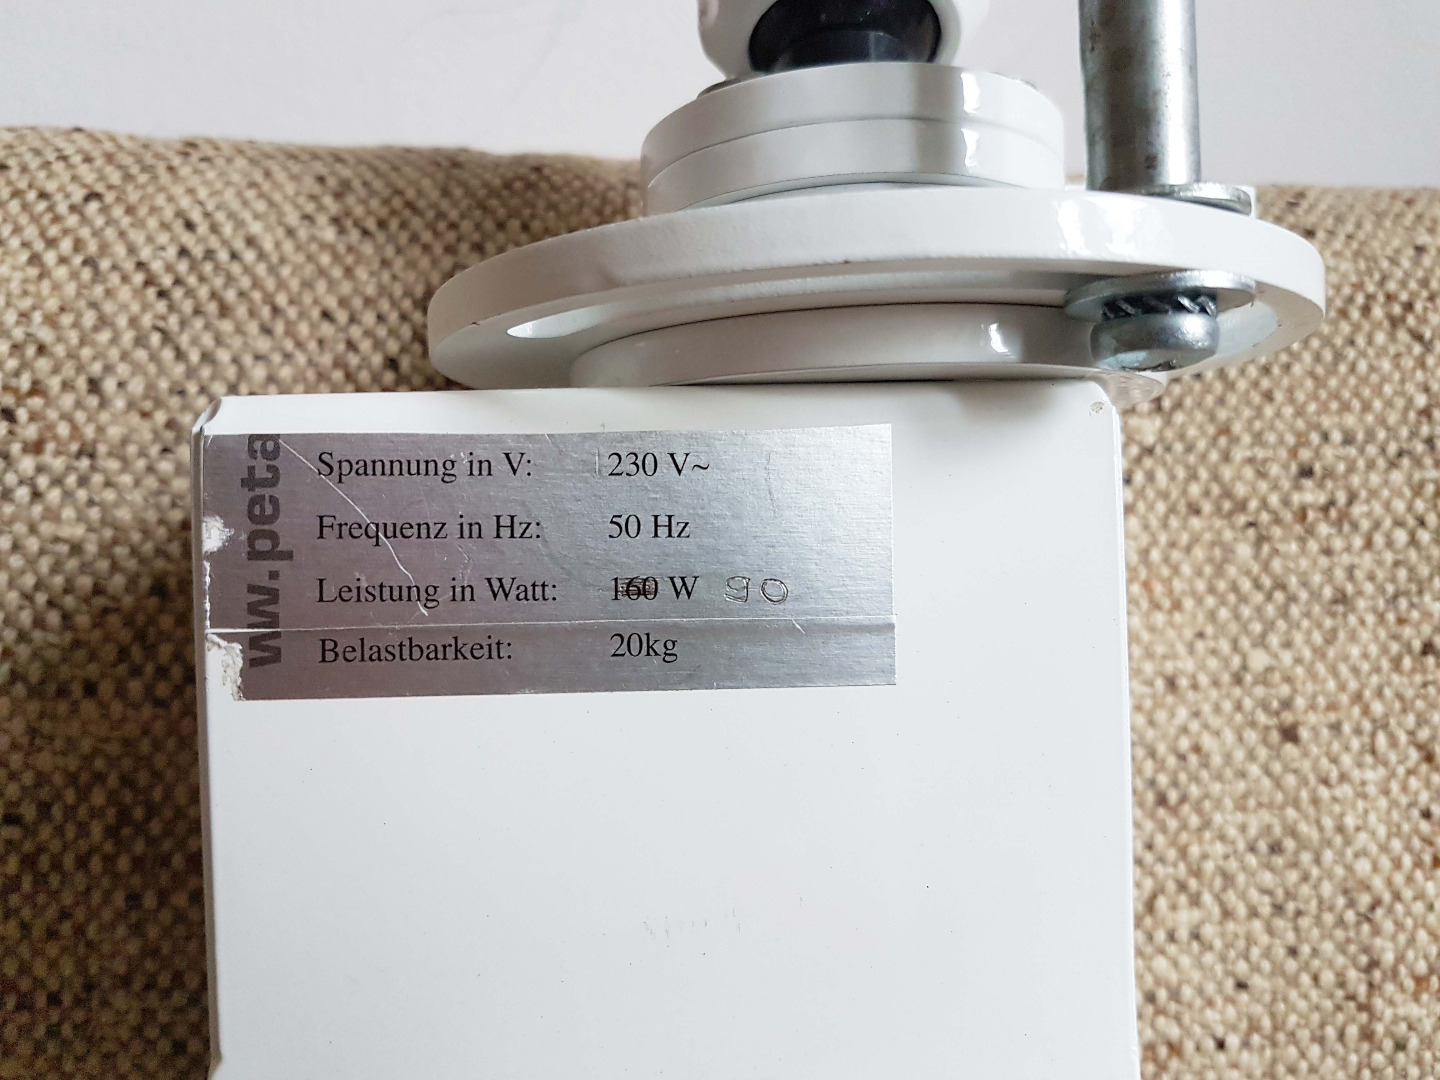 ww.peta
Spannung in V: 230 V~
Frequenz in Hz: 50 Hz
Leistung in Watt: 160 W 90
Belastbarkeit: 20kg